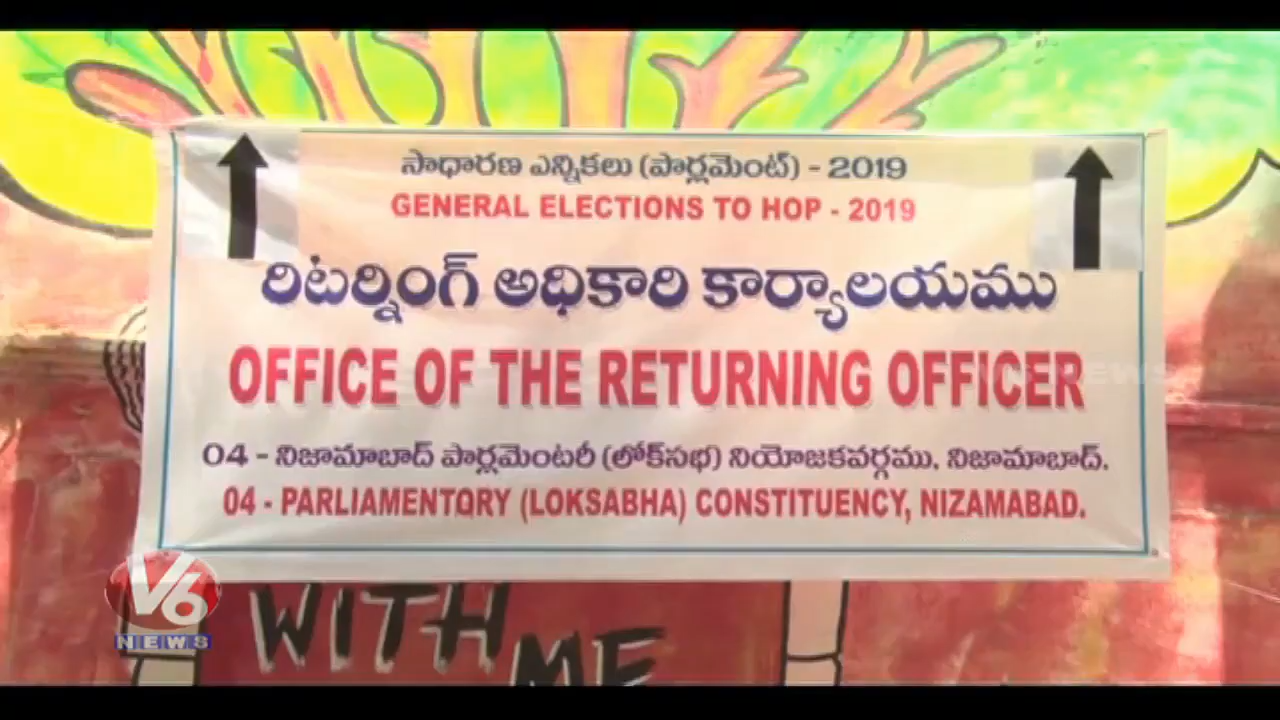 సాధారణ ఎన్నికలు (పార్లమెంట్) - 2019
GENERAL ELECTIONS TO HOP - 2019
రిటర్నింగ్ అధికారి కార్యాలయము
OFFICE OF THE RETURNING OFFICER
04 - నిజామాబాద్ పార్లమెంటరీ (లోక్‌సభ) నియోజకవర్గము, నిజామాబాద్.
04 - PARLIAMENTORY (LOKSABHA) CONSTITUENCY, NIZAMABAD.
V6
NEWS
WITH
ME